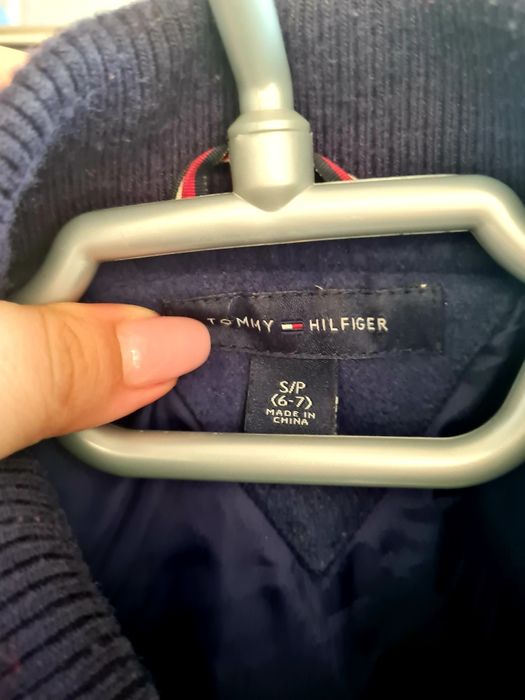 TOMMY HILFIGER
S/P
(6-7)
MADE IN
CHINA